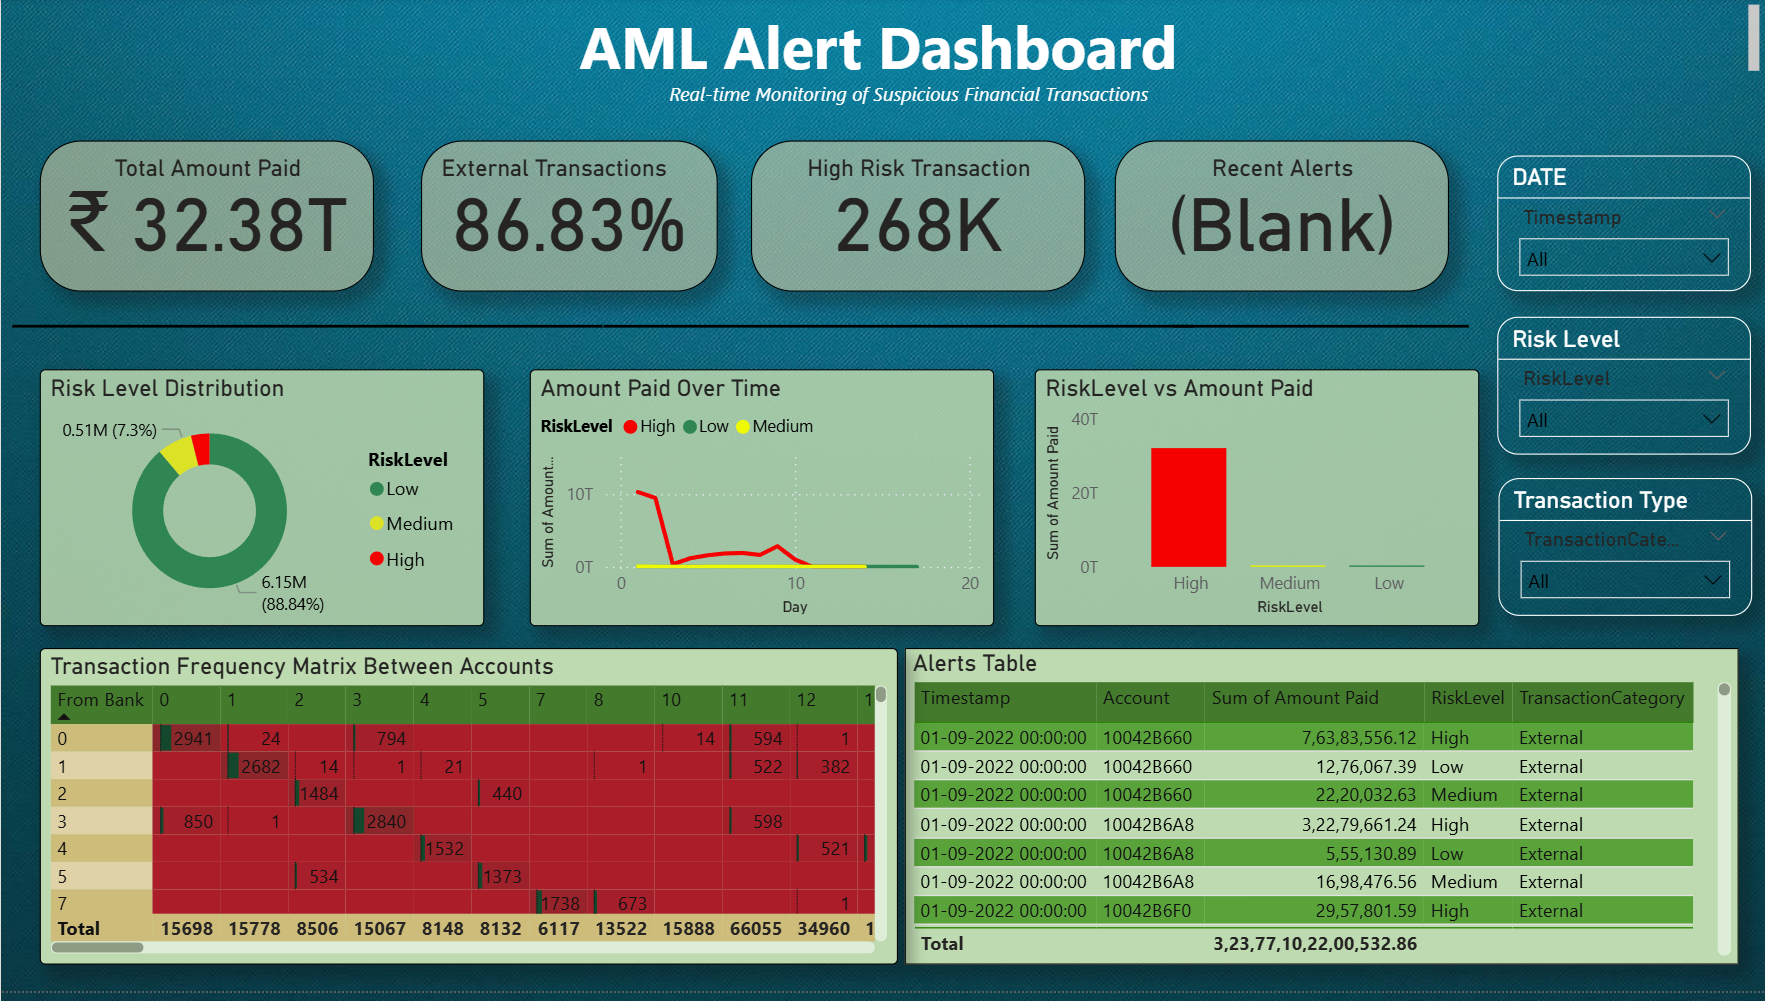 AML Alert Dashboard
Real-time Monitoring of Suspicious Financial Transactions
Total Amount Paid
₹ 32.38T
External Transactions
86.83%
High Risk Transaction
268K
Recent Alerts
(Blank)
DATE
Timestamp
All
Risk Level
RiskLevel
All
Transaction Type
TransactionCate...
All
Risk Level Distribution
0.51M (7.3%)
6.15M
(88.84%)
RiskLevel
Low
Medium
High
Amount Paid Over Time
RiskLevel High Low Medium
Sum of Amount...
10T
0T
0 10 20
Day
RiskLevel vs Amount Paid
Sum of Amount Paid
40T
20T
0T
High Medium Low
RiskLevel
Transaction Frequency Matrix Between Accounts
From Bank 0 1 2 3 4 5 7 8 10 11 12 1
0 2941 24 794 14 594 1
1 2682 14 1 21 1 522 382
2 1484 440
3 850 1 2840 598
4 1532 521
5 534 1373
7 1738 673 1
Total 15698 15778 8506 15067 8148 8132 6117 13522 15888 66055 34960 1
Alerts Table
Timestamp Account Sum of Amount Paid RiskLevel TransactionCategory
01-09-2022 00:00:00 10042B660 7,63,83,556.12 High External
01-09-2022 00:00:00 10042B660 12,76,067.39 Low External
01-09-2022 00:00:00 10042B660 22,20,032.63 Medium External
01-09-2022 00:00:00 10042B6A8 3,22,79,661.24 High External
01-09-2022 00:00:00 10042B6A8 5,55,130.89 Low External
01-09-2022 00:00:00 10042B6A8 16,98,476.56 Medium External
01-09-2022 00:00:00 10042B6F0 29,57,801.59 High External
Total 3,23,77,10,22,00,532.86